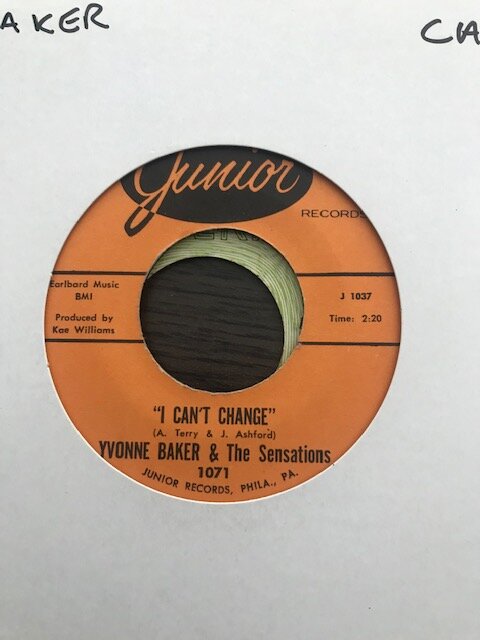 AKER
Junior
RECORDS
Earlbard Music
BMI
Produced by
Kae Williams
J 1037
Time: 2:20
"I CAN'T CHANGE"
(A. Terry & J. Ashford)
YVONNE BAKER & The Sensations
1071
JUNIOR RECORDS, PHILA., PA.